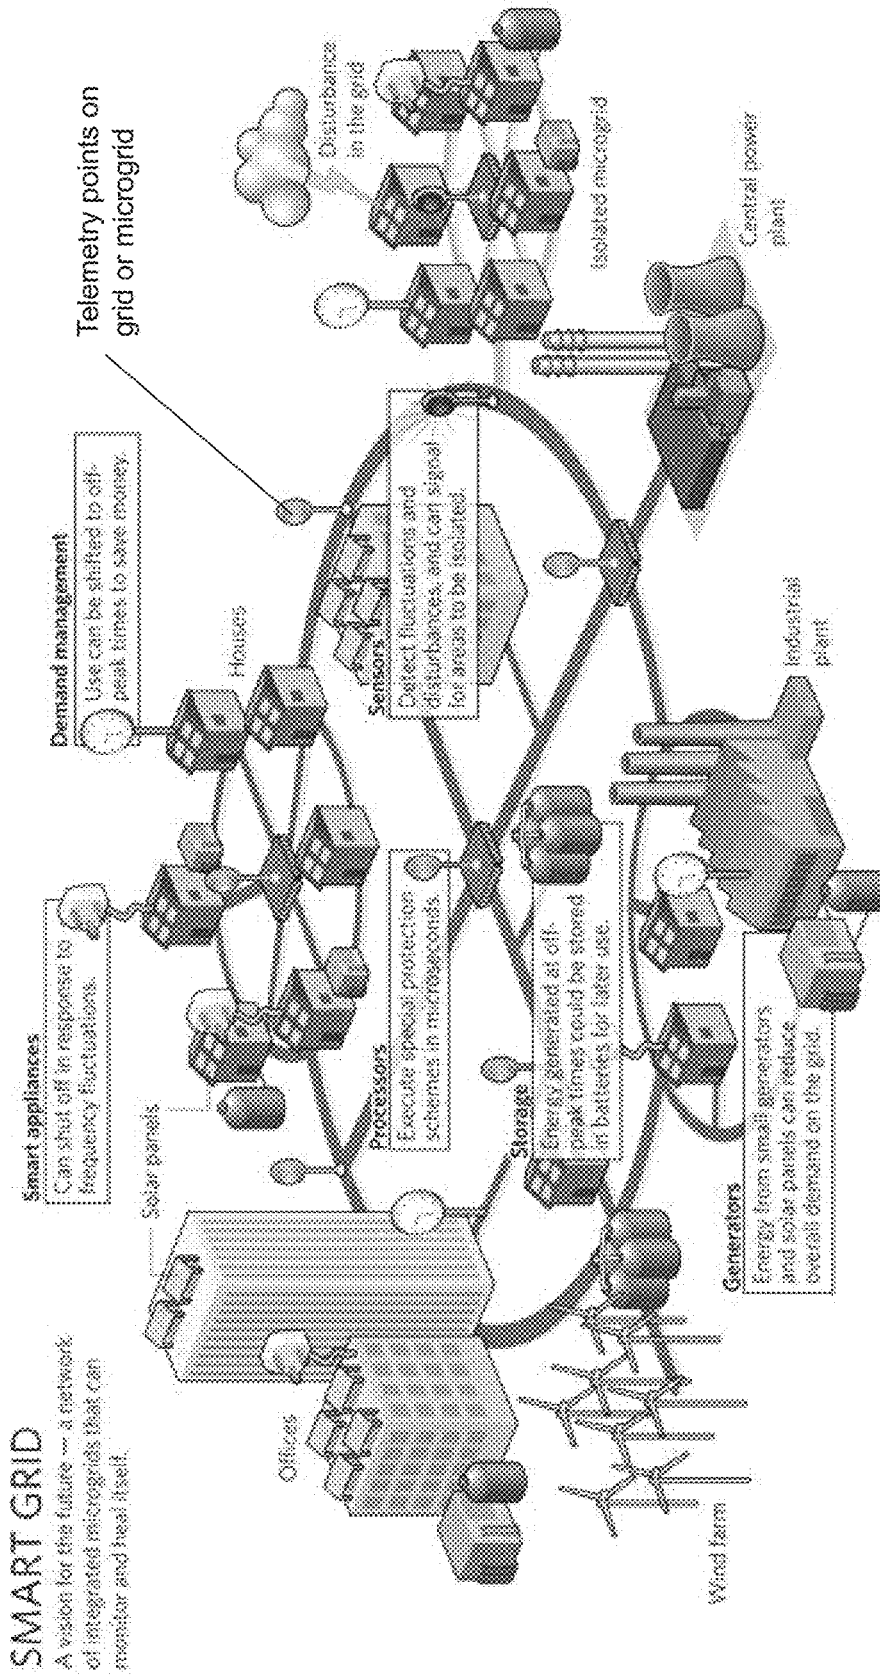 SMART GRID
A vision for the future — a network
of integrated microgrids that can
monitor and heal itself.
Smart appliances
Can shut off in response to
frequency fluctuations.
Demand management
Use can be shifted to off-
peak times to save money.
Telemetry points on
grid or microgrid
Solar panels
Houses
Offices
Processors
Execute special protection
schemes in microseconds.
Sensors
Detect fluctuations and
disturbances, and can signal
for areas to be isolated.
Disturbance
in the grid
Storage
Energy generated at off-
peak times could be stored
in batteries for later use.
Isolated microgrid
Wind farm
Generators
Energy from small generators
and solar panels can reduce
overall demand on the grid.
Industrial
plant
Central power
plant